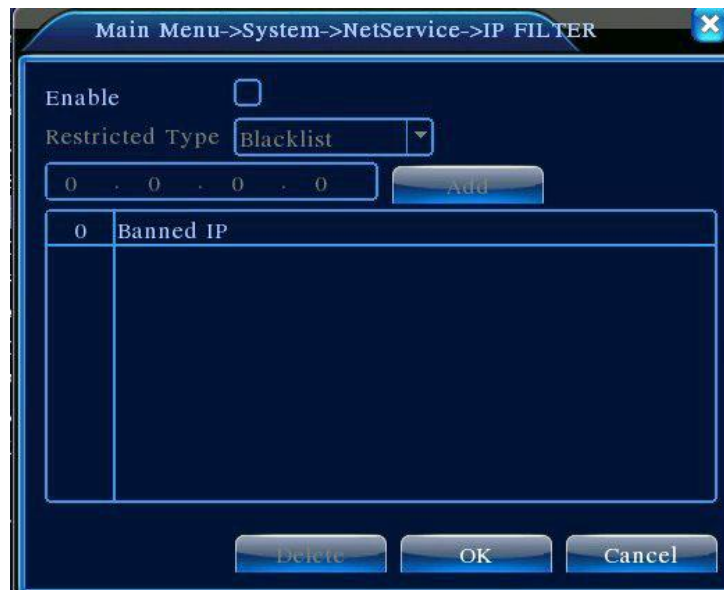 Main Menu->System->NetService->IP FILTER
Enable
Restricted Type Blacklist
0 . 0 . 0 . 0 Add
0 Banned IP
Delete OK Cancel